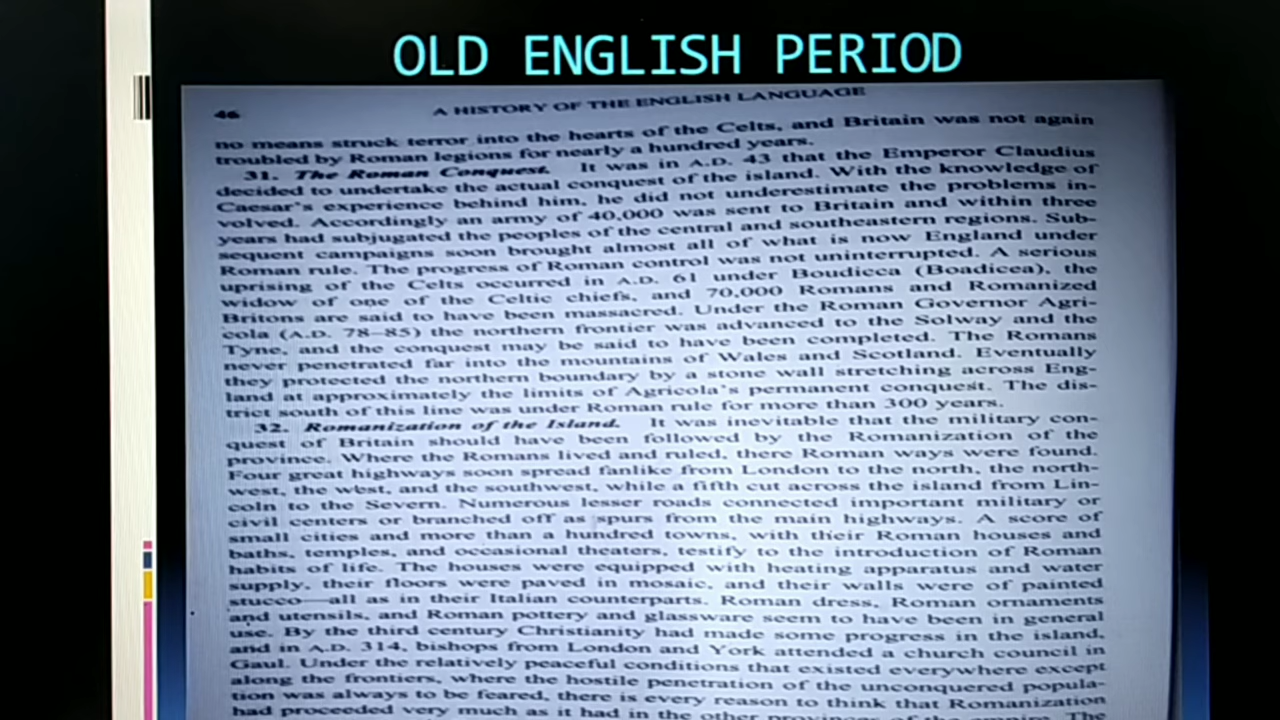 OLD ENGLISH PERIOD
46
A HISTORY OF THE ENGLISH LANGUAGE
no means struck terror into the hearts of the Celts, and Britain was not again
troubled by Roman legions for nearly a hundred years.
31. The Roman Conquest. It was in A.D. 43 that the Emperor Claudius
decided to undertake the actual conquest of the island. With the knowledge of
Caesar's experience behind him, he did not underestimate the problems in-
volved. Accordingly an army of 40,000 was sent to Britain and within three
years had subjugated the peoples of the central and southeastern regions. Sub-
sequent campaigns soon brought almost all of what is now England under
Roman rule. The progress of Roman control was not uninterrupted. A serious
uprising of the Celts occurred in A.D. 61 under Boudicca (Boadicea), the
widow of one of the Celtic chiefs, and 70,000 Romans and Romanized
Britons are said to have been massacred. Under the Roman Governor Agri-
cola (A.D. 78–85) the northern frontier was advanced to the Solway and the
Tyne, and the conquest may be said to have been completed. The Romans
never penetrated far into the mountains of Wales and Scotland. Eventually
they protected the northern boundary by a stone wall stretching across Eng-
land at approximately the limits of Agricola's permanent conquest. The dis-
trict south of this line was under Roman rule for more than 300 years.
32. Romanization of the Island. It was inevitable that the military con-
quest of Britain should have been followed by the Romanization of the
province. Where the Romans lived and ruled, there Roman ways were found.
Four great highways soon spread fanlike from London to the north, the north-
west, the west, and the southwest, while a fifth cut across the island from Lin-
coln to the Severn. Numerous lesser roads connected important military or
civil centers or branched off as spurs from the main highways. A score of
small cities and more than a hundred towns, with their Roman houses and
baths, temples, and occasional theaters, testify to the introduction of Roman
habits of life. The houses were equipped with heating apparatus and water
supply, their floors were paved in mosaic, and their walls were of painted
stucco—all as in their Italian counterparts. Roman dress, Roman ornaments
and utensils, and Roman pottery and glassware seem to have been in general
use. By the third century Christianity had made some progress in the island,
and in A.D. 314, bishops from London and York attended a church council in
Gaul. Under the relatively peaceful conditions that existed everywhere except
along the frontiers, where the hostile penetration of the unconquered popula-
tion was always to be feared, there is every reason to think that Romanization
had proceeded very much as it had in the other provinces of the empire. The